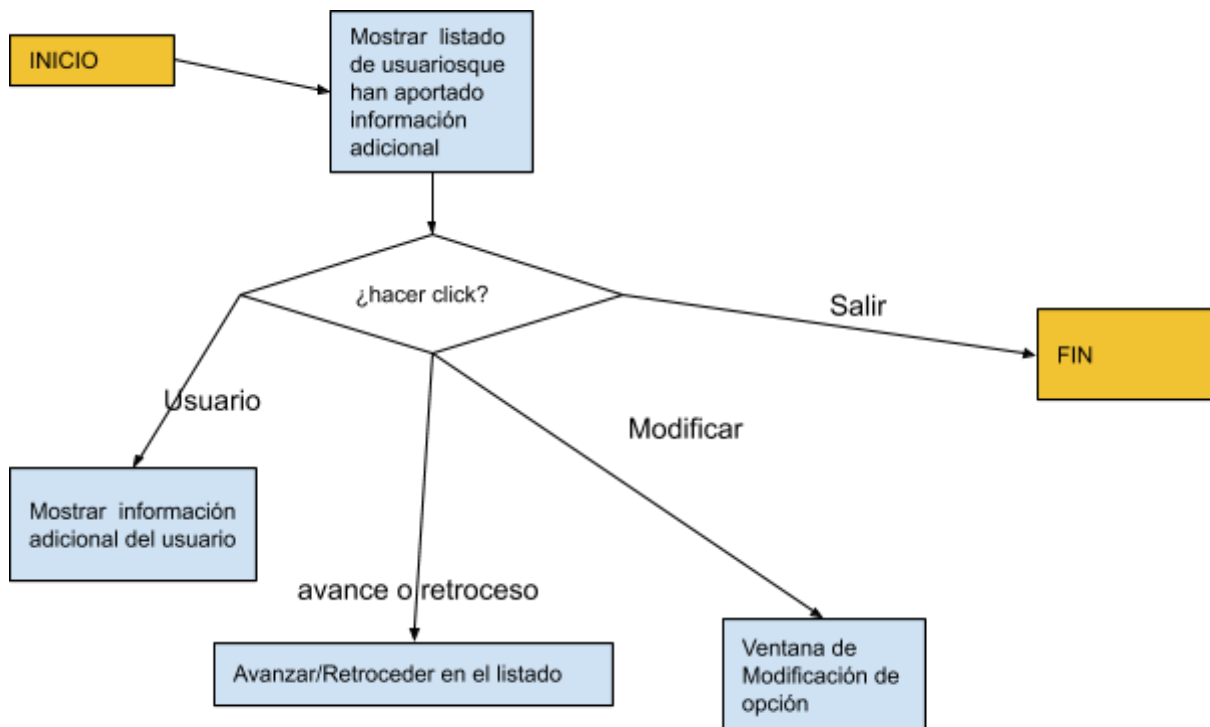 INICIO
Mostrar listado
de usuariosque
han aportado
información
adicional
¿hacer click?
Salir
FIN
Usuario
Modificar
Mostrar información
adicional del usuario
avance o retroceso
Avanzar/Retroceder en el listado
Ventana de
Modificación de
opción